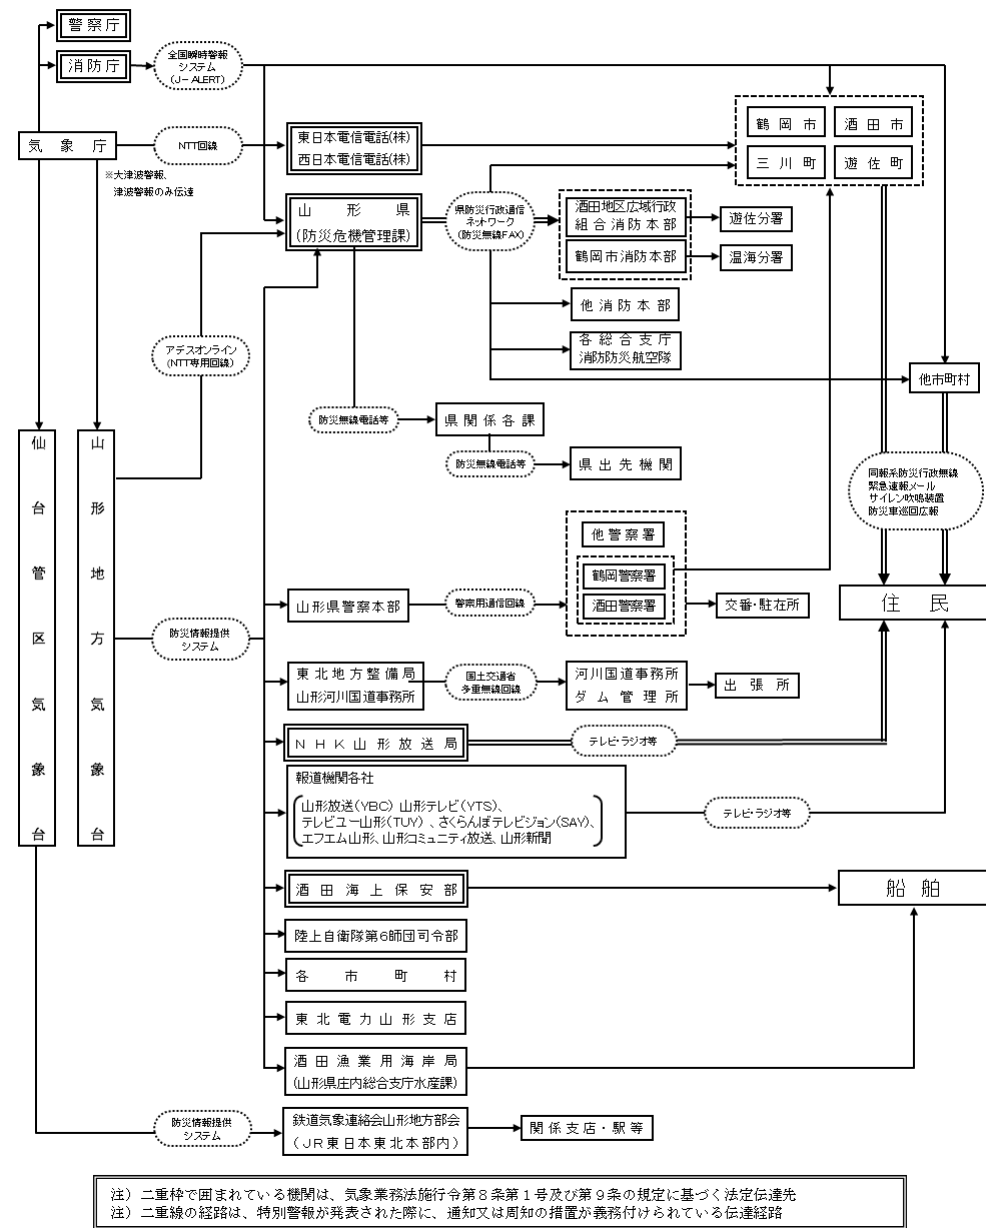 警察庁
消防庁
全国瞬時警報
システム
(J-ALERT)
気象庁
NTT回線
※大津波警報、
津波警報のみ伝達
東日本電信電話(株)
西日本電信電話(株)
鶴岡市
酒田市
三川町
遊佐町
山形県
(防災危機管理課)
県防災行政通信
ネットワーク
(防災無線FAX)
酒田地区広域行政
組合消防本部
鶴岡市消防本部
遊佐分署
温海分署
他消防本部
各総合支庁
消防防災航空隊
他市町村
アデスオンライン
(NTT専用回線)
防災無線電話等
県関係各課
防災無線電話等
県出先機関
同報系防災行政無線
緊急速報メール
サイレン吹鳴装置
防災車巡回広報
仙台管区気象台
山形地方気象台
防災情報提供
システム
山形県警察本部
警察用通信回線
他警察署
鶴岡警察署
酒田警察署
交番・駐在所
住民
東北地方整備局
山形河川国道事務所
国土交通省
多重無線回線
河川国道事務所
ダム管理所
出張所
NHK山形放送局
テレビ・ラジオ等
報道機関各社
山形放送(YBC) 山形テレビ(YTS)、
テレビユー山形(TUY) 、さくらんぼテレビジョン(SAY)、
エフエム山形、山形コミュニティ放送、山形新聞
テレビ・ラジオ等
酒田海上保安部
船舶
陸上自衛隊第6師団司令部
各市町村
東北電力山形支店
酒田漁業用海岸局
(山形県庄内総合支庁水産課)
防災情報提供
システム
鉄道気象連絡会山形地方部会
(JR東日本東北本部内)
関係支店・駅等
注）二重枠で囲まれている機関は、気象業務法施行令第８条第１号及び第９条の規定に基づく法定伝達先
注）二重線の経路は、特別警報が発表された際に、通知又は周知の措置が義務付けられている伝達経路